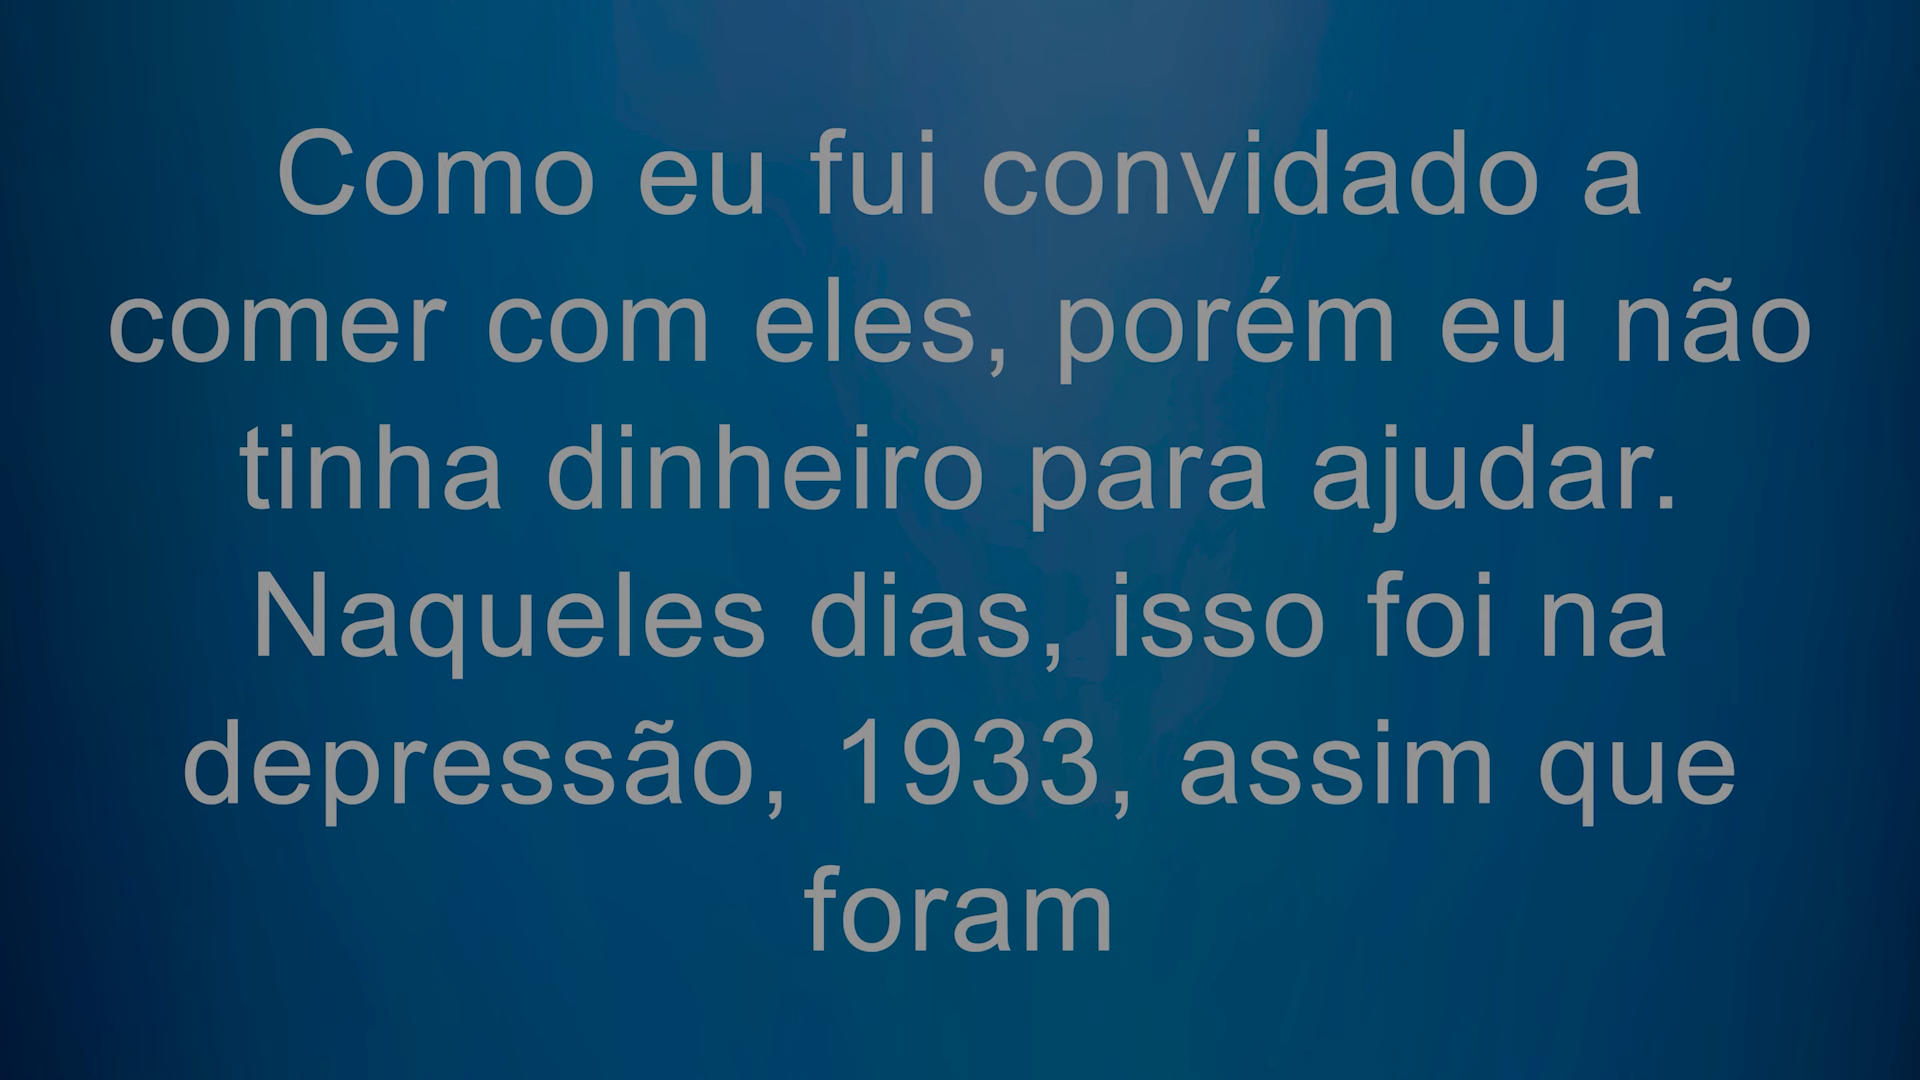 Como eu fui convidado a
comer com eles, porém eu não
tinha dinheiro para ajudar.
Naqueles dias, isso foi na
depressão, 1933, assim que
foram